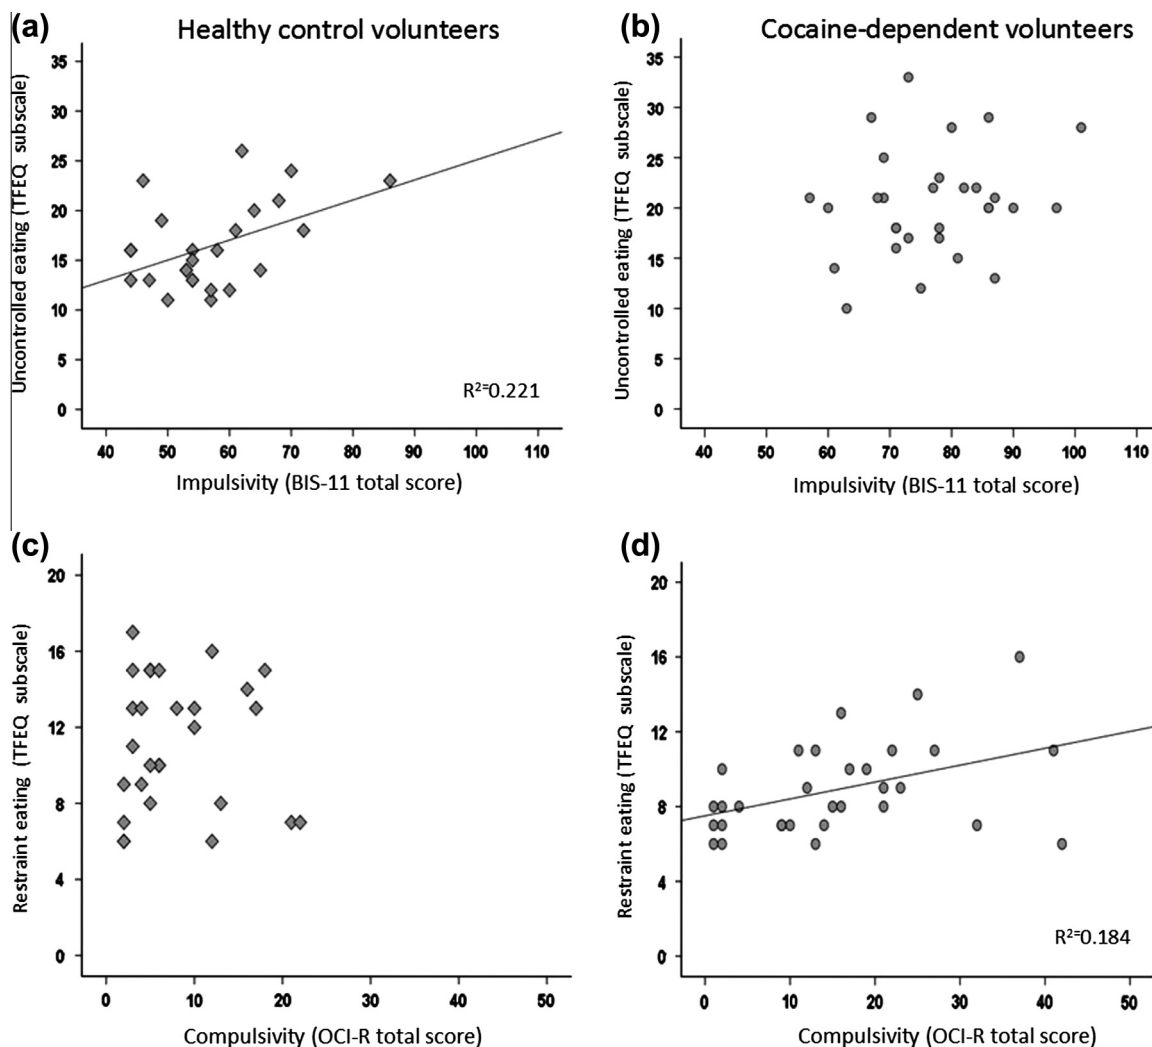 (a) Healthy control volunteers
(b) Cocaine-dependent volunteers
Uncontrolled eating (TFEQ subscale)
35
30
25
20
15
10
5
0
R²=0.221
40 50 60 70 80 90 100 110
Impulsivity (BIS-11 total score)
Uncontrolled eating (TFEQ subscale)
35
30
25
20
15
10
5
0
40 50 60 70 80 90 100 110
Impulsivity (BIS-11 total score)
(c)
Restraint eating (TFEQ subscale)
20
16
12
8
4
0
0 10 20 30 40 50
Compulsivity (OCI-R total score)
(d)
Restraint eating (TFEQ subscale)
20
16
12
8
4
0
R²=0.184
0 10 20 30 40 50
Compulsivity (OCI-R total score)